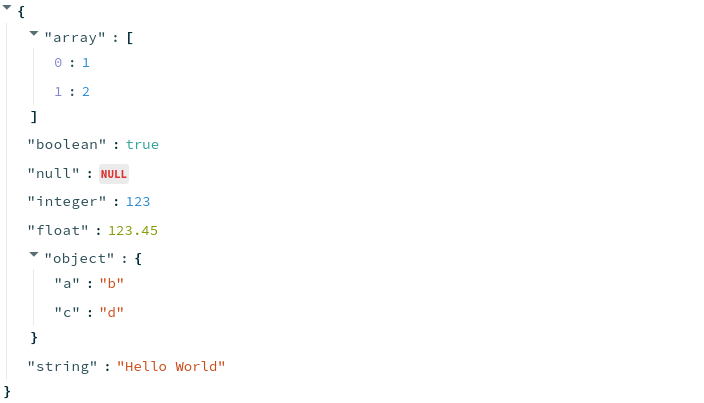 {
"array" : [
0 : 1
1 : 2
]
"boolean" : true
"null" : NULL
"integer" : 123
"float" : 123.45
"object" : {
"a" : "b"
"c" : "d"
}
"string" : "Hello World"
}